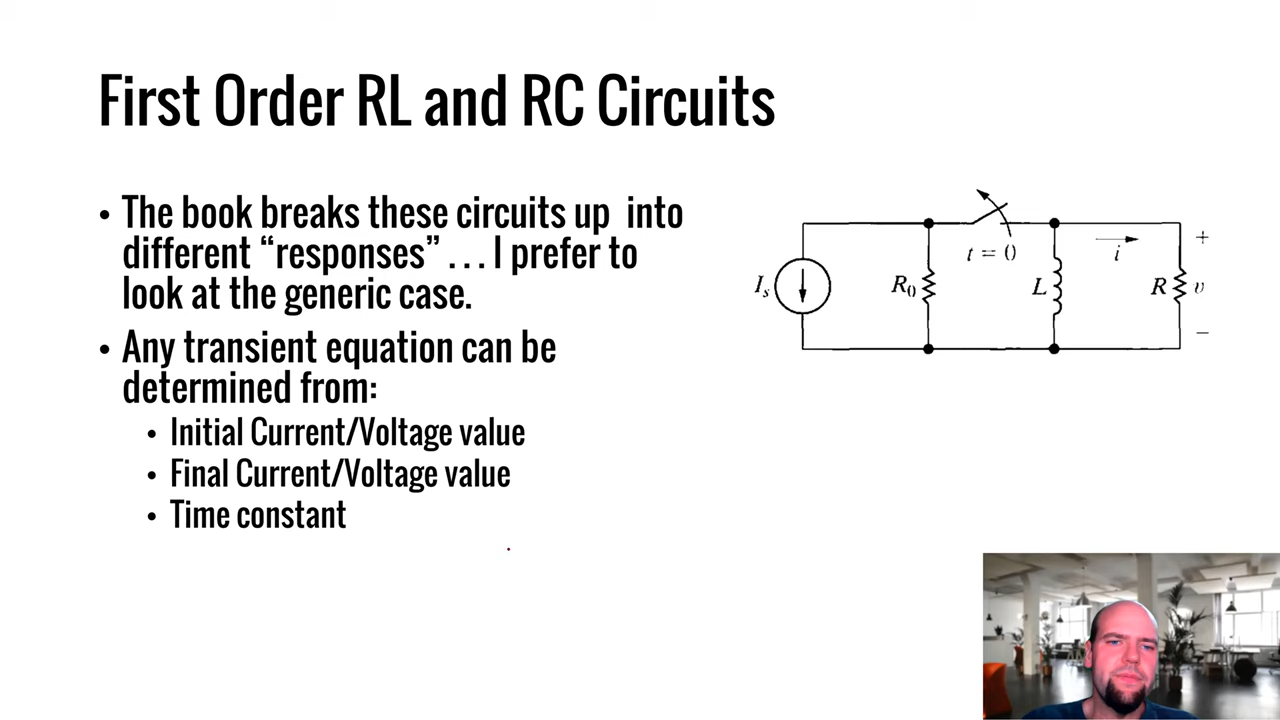 First Order RL and RC Circuits
• The book breaks these circuits up into
different “responses” . . . I prefer to
look at the generic case.
• Any transient equation can be
determined from:
• Initial Current/Voltage value
• Final Current/Voltage value
• Time constant
t = 0
i
+
Is
R0
L
R
v
−